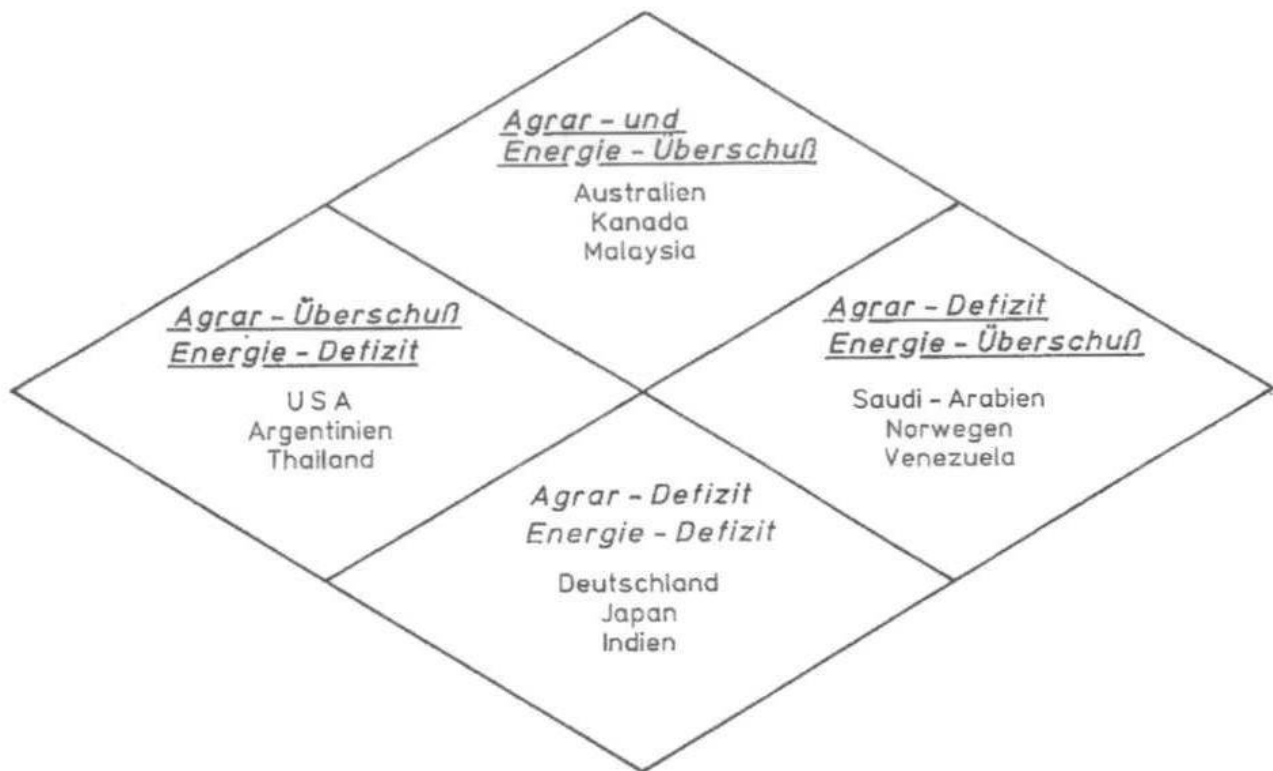 Agrar - und
Energie - Überschuß
Australien
Kanada
Malaysia
Agrar - Überschuß
Energie - Defizit
U S A
Argentinien
Thailand
Agrar - Defizit
Energie - Überschuß
Saudi - Arabien
Norwegen
Venezuela
Agrar - Defizit
Energie - Defizit
Deutschland
Japan
Indien